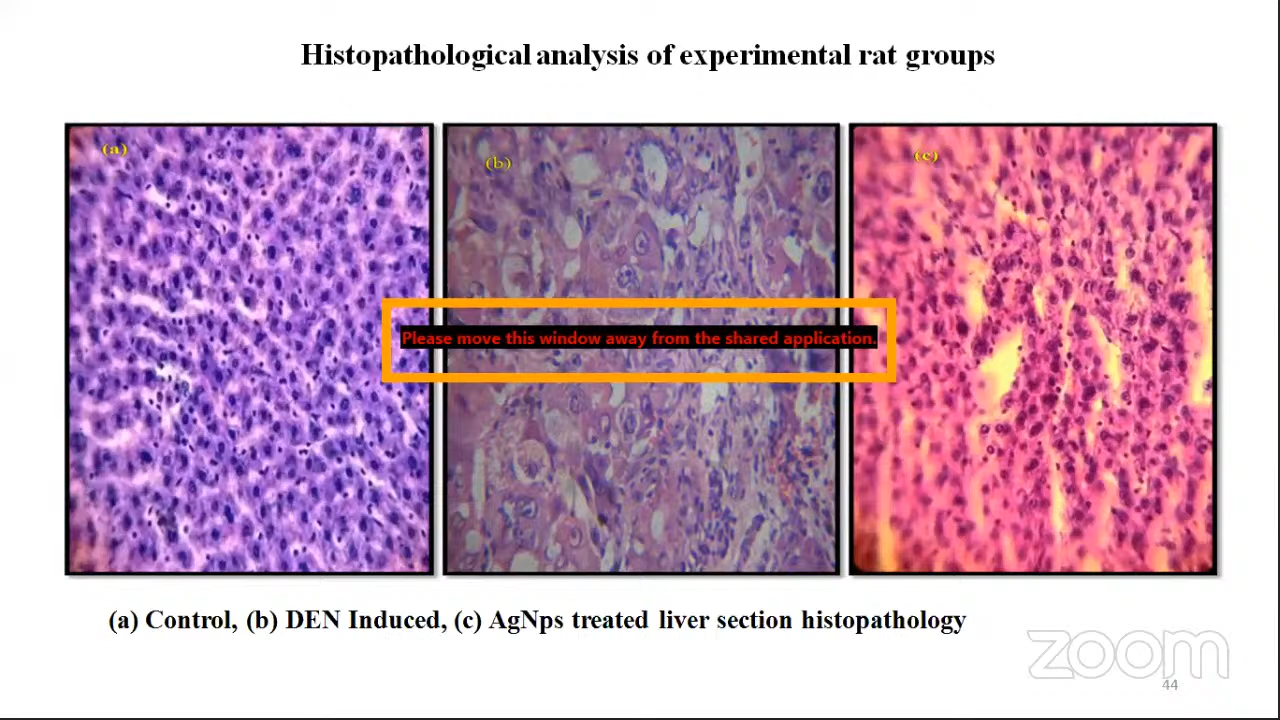 Histopathological analysis of experimental rat groups
(a)
(b)
(c)
Please move this window away from the shared application.
(a) Control, (b) DEN Induced, (c) AgNps treated liver section histopathology
zoom
44